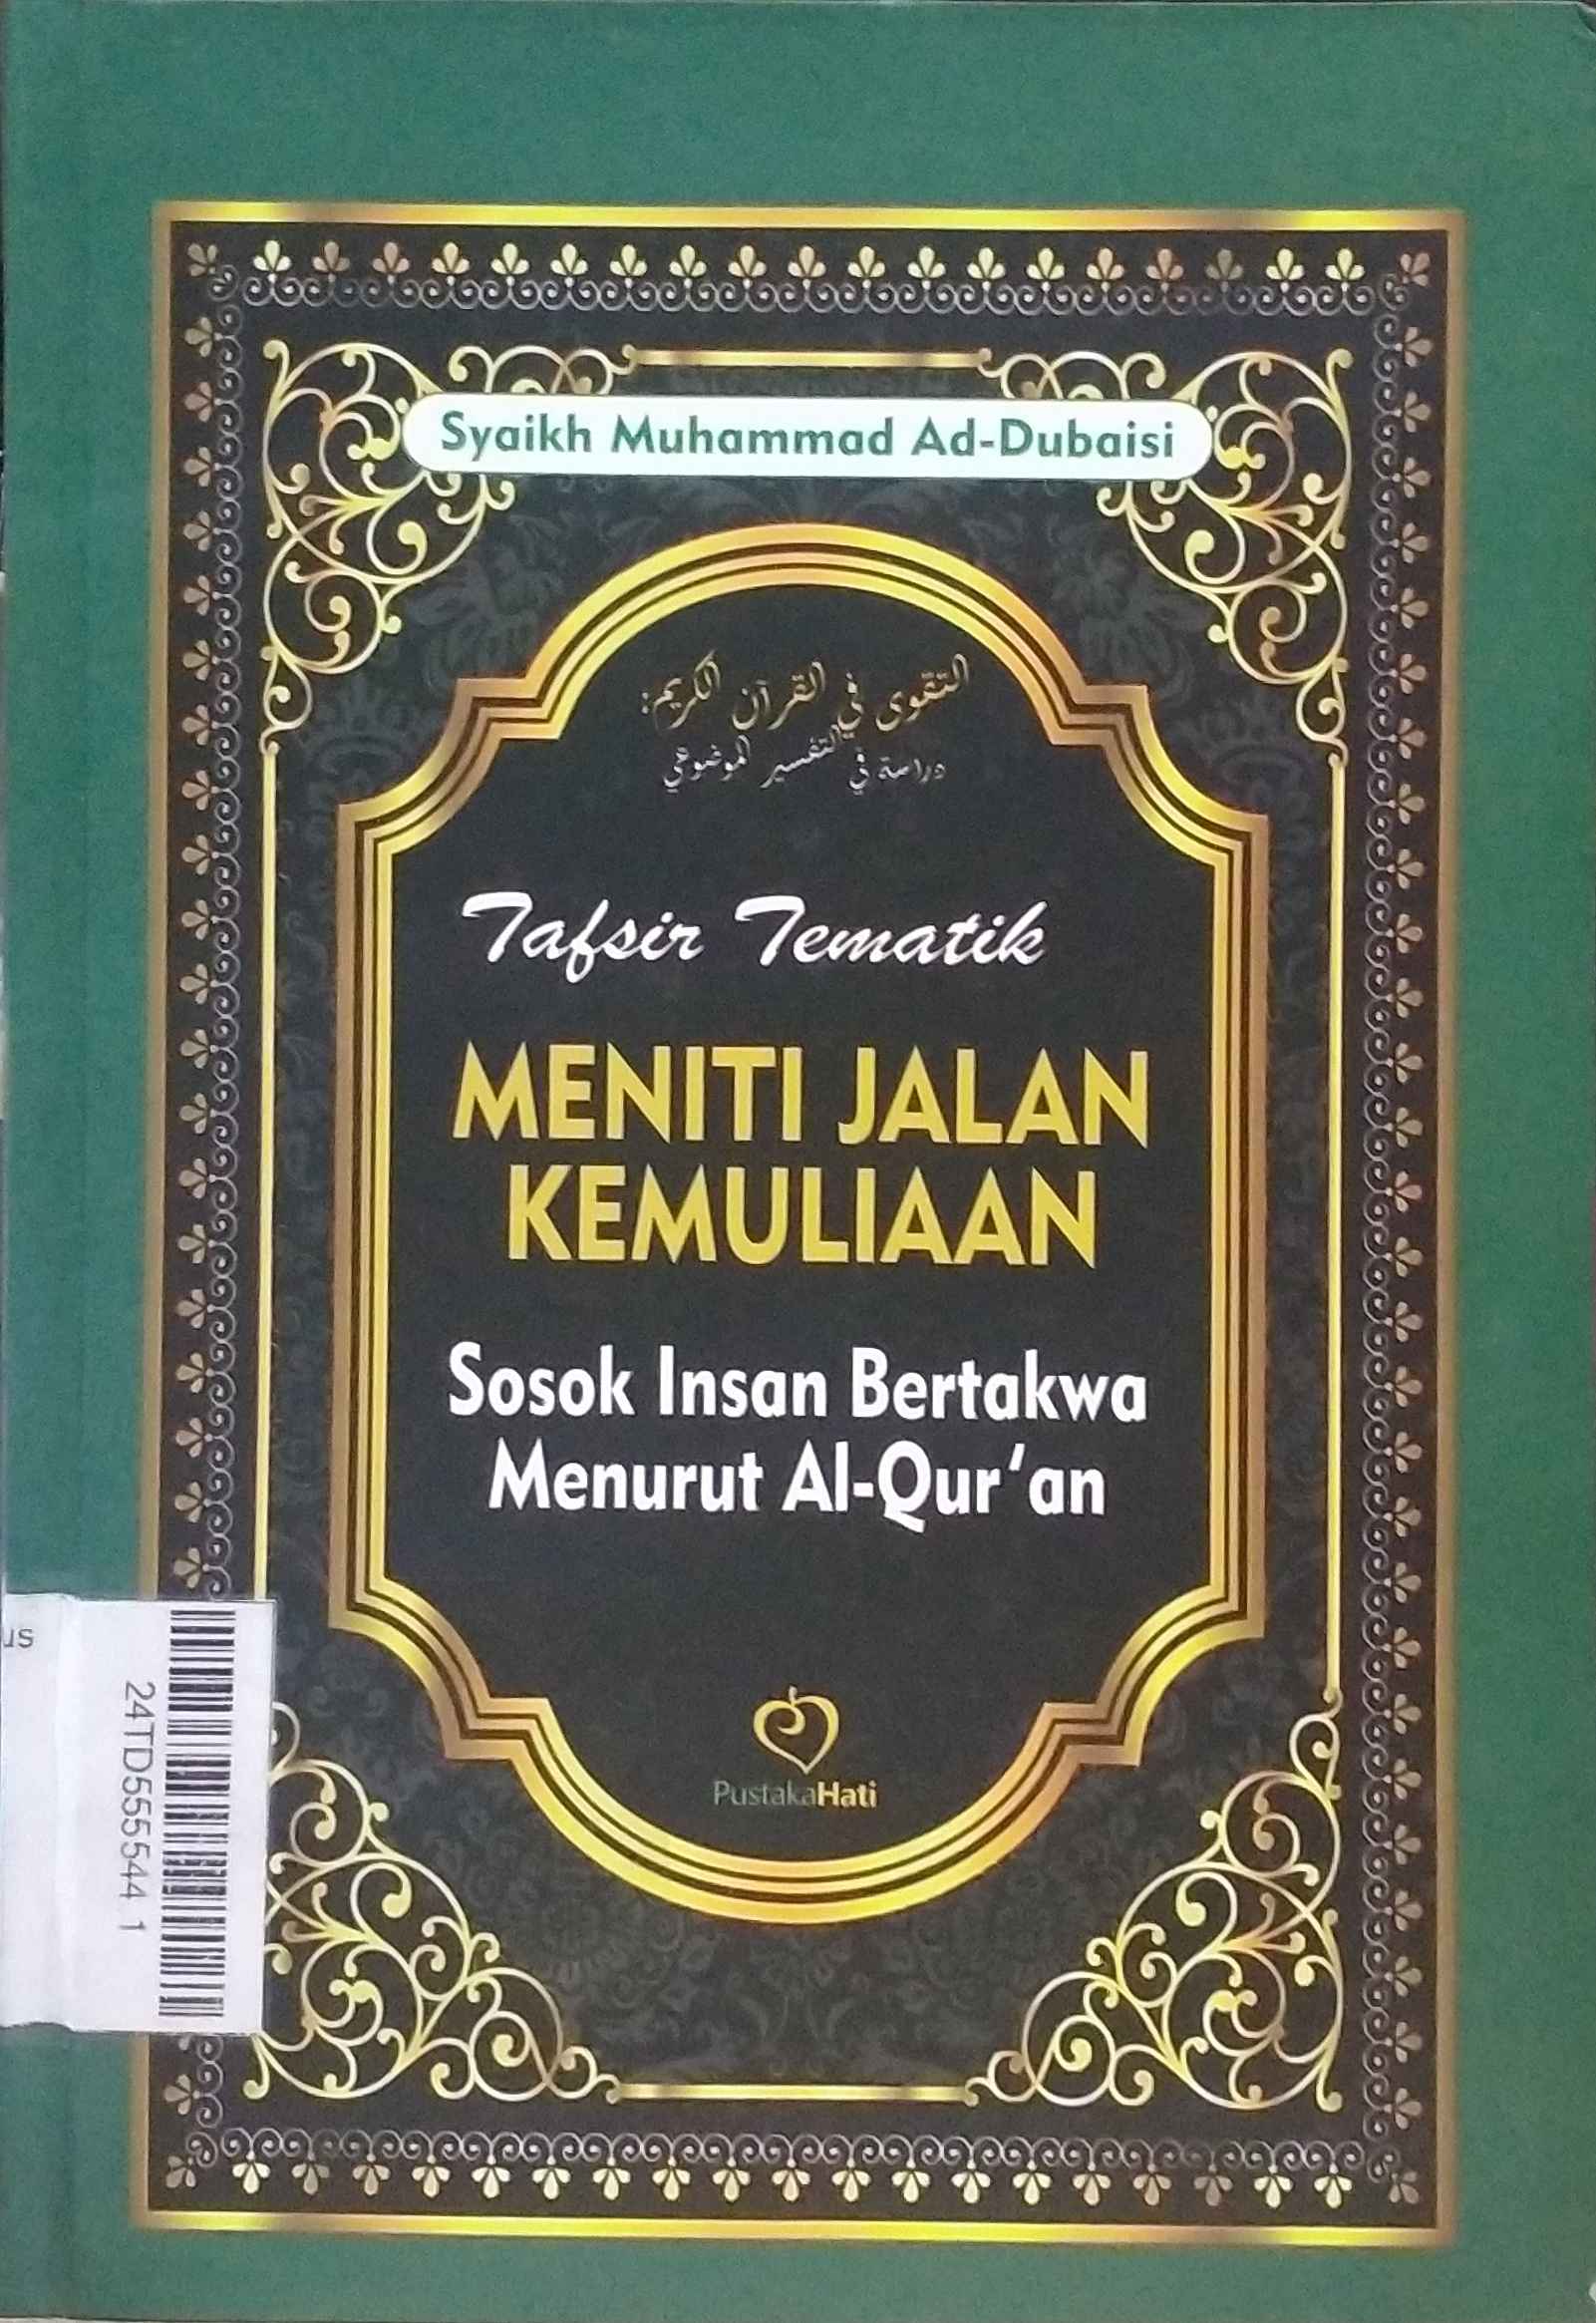 Syaikh Muhammad Ad-Dubaisi
التقوى في القرآن الكريم:
دراسة في التفسير الموضوعي
Tafsir Tematik
MENITI JALAN
KEMULIAAN
Sosok Insan Bertakwa
Menurut Al-Qur'an
PustakaHati
us
24TD55544.1